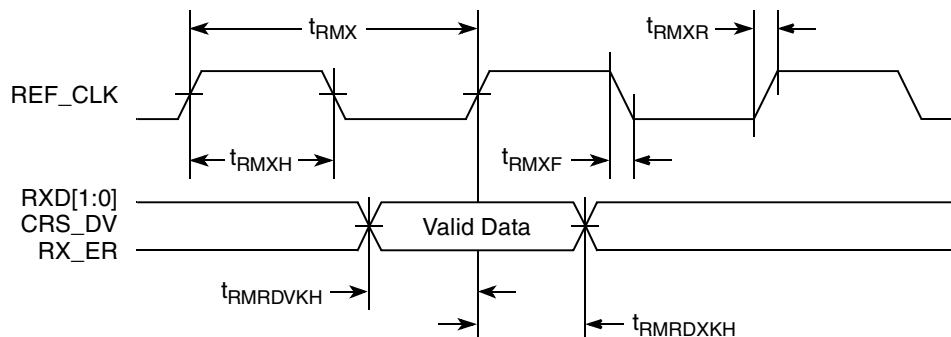 tRMX
tRMXR
REF_CLK
tRMXH
tRMXF
RXD[1:0]
CRS_DV
Valid Data
RX_ER
tRMRDVKH
tRMRDXKH